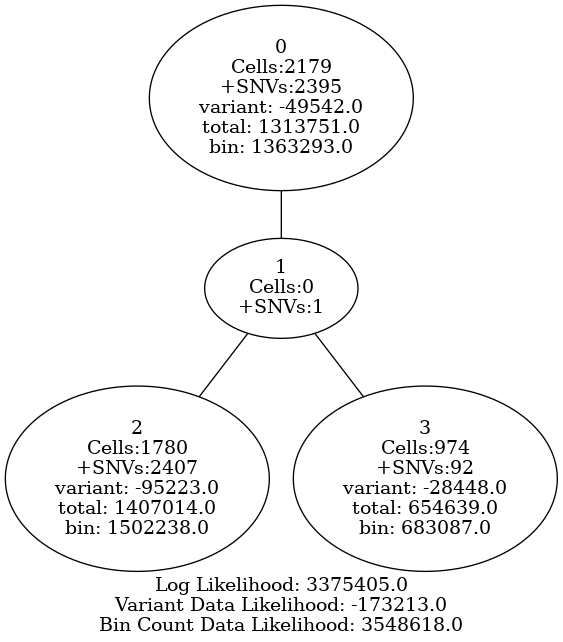 0
Cells:2179
+SNVs:2395
variant: -49542.0
total: 1313751.0
bin: 1363293.0
1
Cells:0
+SNVs:1
2
Cells:1780
+SNVs:2407
variant: -95223.0
total: 1407014.0
bin: 1502238.0
3
Cells:974
+SNVs:92
variant: -28448.0
total: 654639.0
bin: 683087.0
Log Likelihood: 3375405.0
Variant Data Likelihood: -173213.0
Bin Count Data Likelihood: 3548618.0